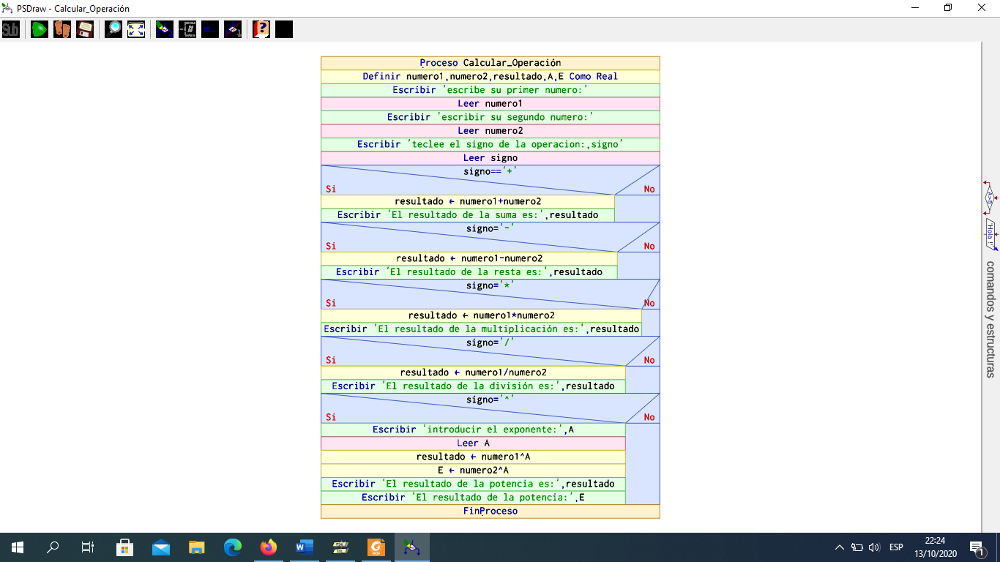 PSDraw - Calcular_Operación
Sub
Proceso Calcular_Operación
Definir numero1,numero2,resultado,A,E Como Real
Escribir 'escribe su primer numero:'
Leer numero1
Escribir 'escribir su segundo numero:'
Leer numero2
Escribir 'teclee el signo de la operacion:,signo'
Leer signo
signo=='+'
Si No
resultado ← numero1+numero2
Escribir 'El resultado de la suma es:',resultado
signo='-'
Si No
resultado ← numero1-numero2
Escribir 'El resultado de la resta es:',resultado
signo='*'
Si No
resultado ← numero1*numero2
Escribir 'El resultado de la multiplicación es:',resultado
signo='/'
Si No
resultado ← numero1/numero2
Escribir 'El resultado de la división es:',resultado
signo='^'
Si No
Escribir 'introducir el exponente:',A
Leer A
resultado ← numero1^A
E ← numero2^A
Escribir 'El resultado de la potencia es:',resultado
Escribir 'El resultado de la potencia:',E
FinProceso
A>B
'Hola !'
comandos y estructuras
ESP
22:24
13/10/2020
1